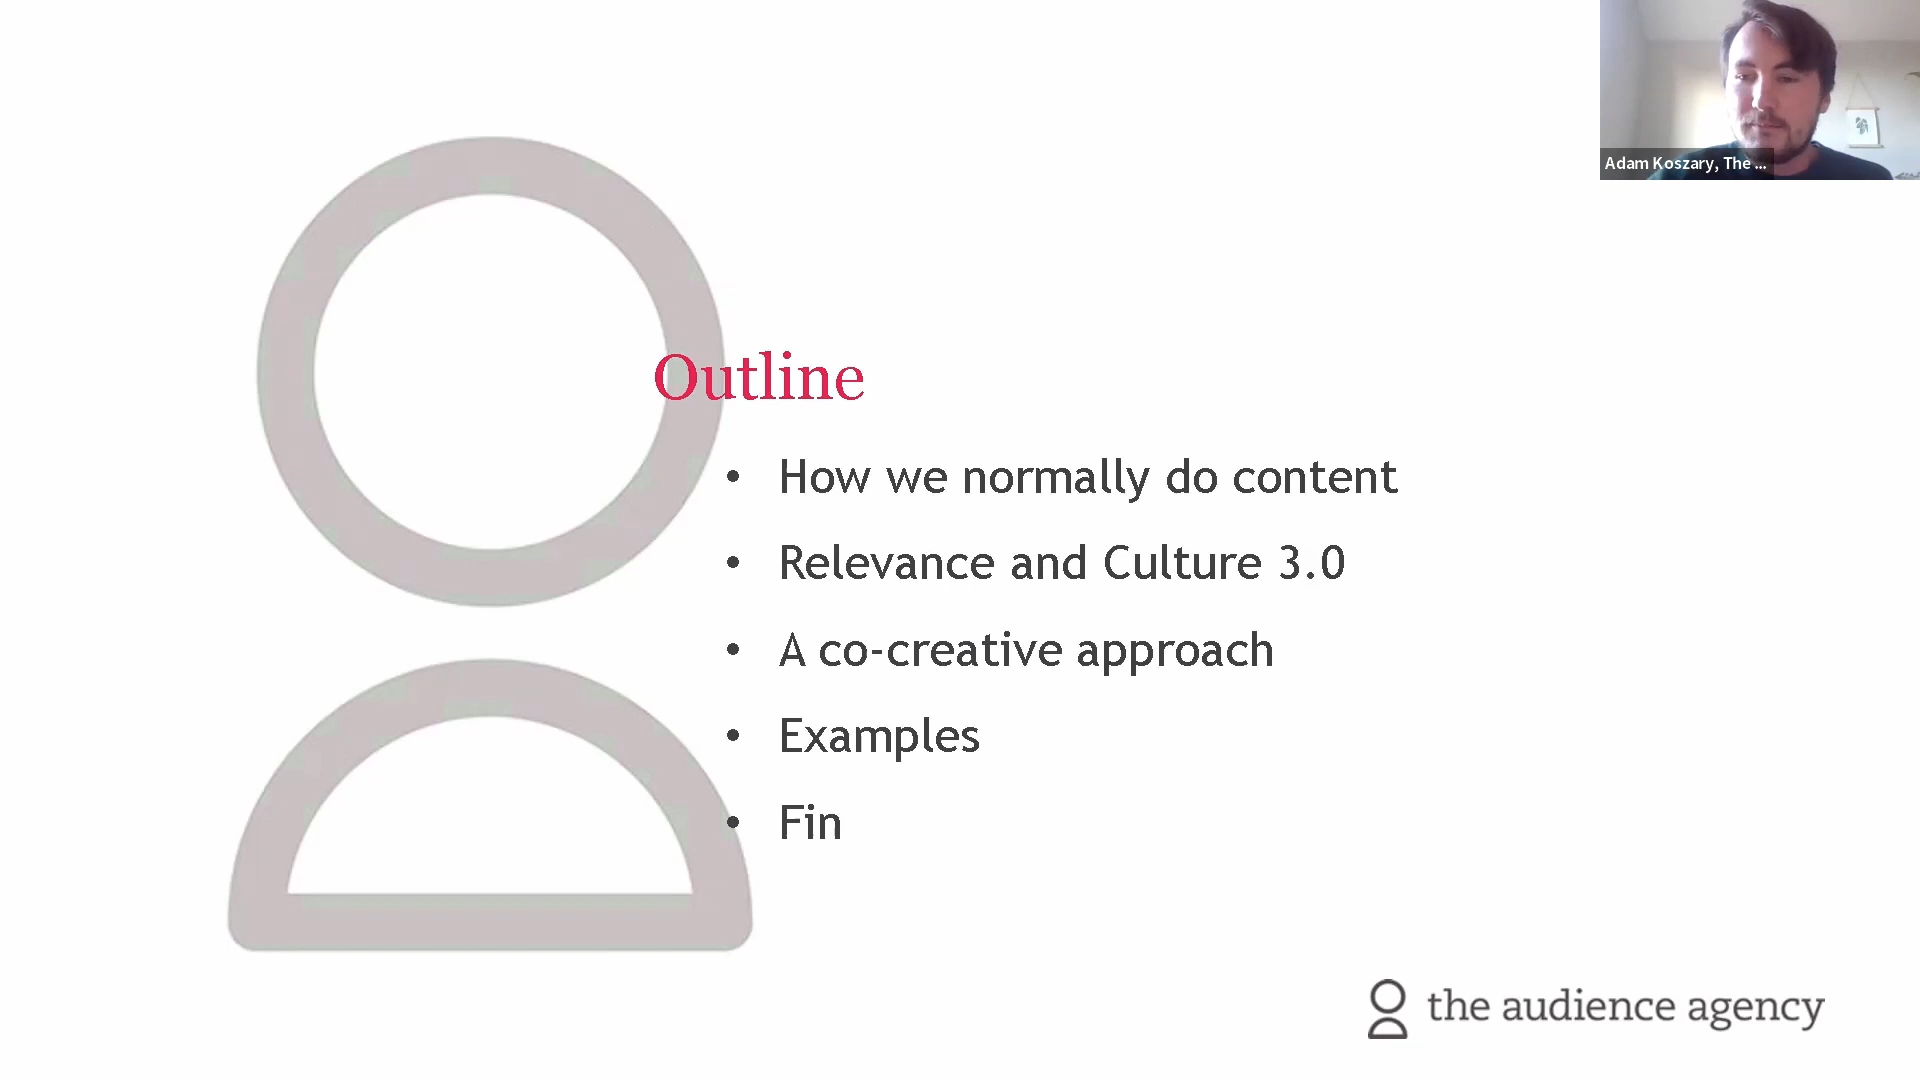 Adam Koszary, The ...
Outline
• How we normally do content
• Relevance and Culture 3.0
• A co-creative approach
• Examples
• Fin
the audience agency